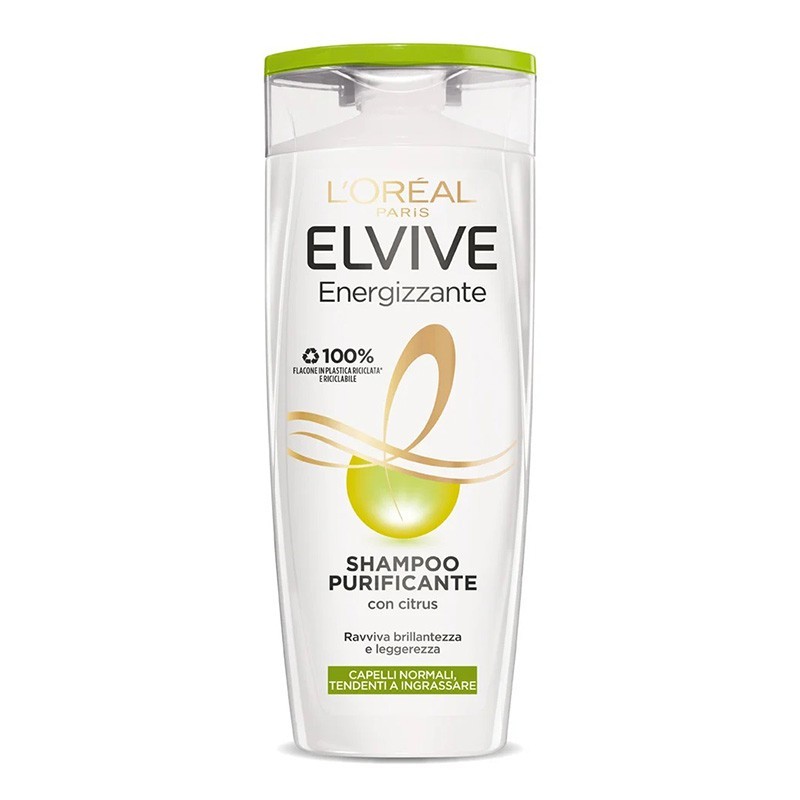 L'ORÉAL
PARIS
ELVIVE
Energizzante
100%
FLACONE IN PLASTICA RICICLATA*
E RICICLABILE
SHAMPOO
PURIFICANTE
con citrus
Ravviva brillantezza
e leggerezza
CAPELLI NORMALI,
TENDENTI A INGRASSARE